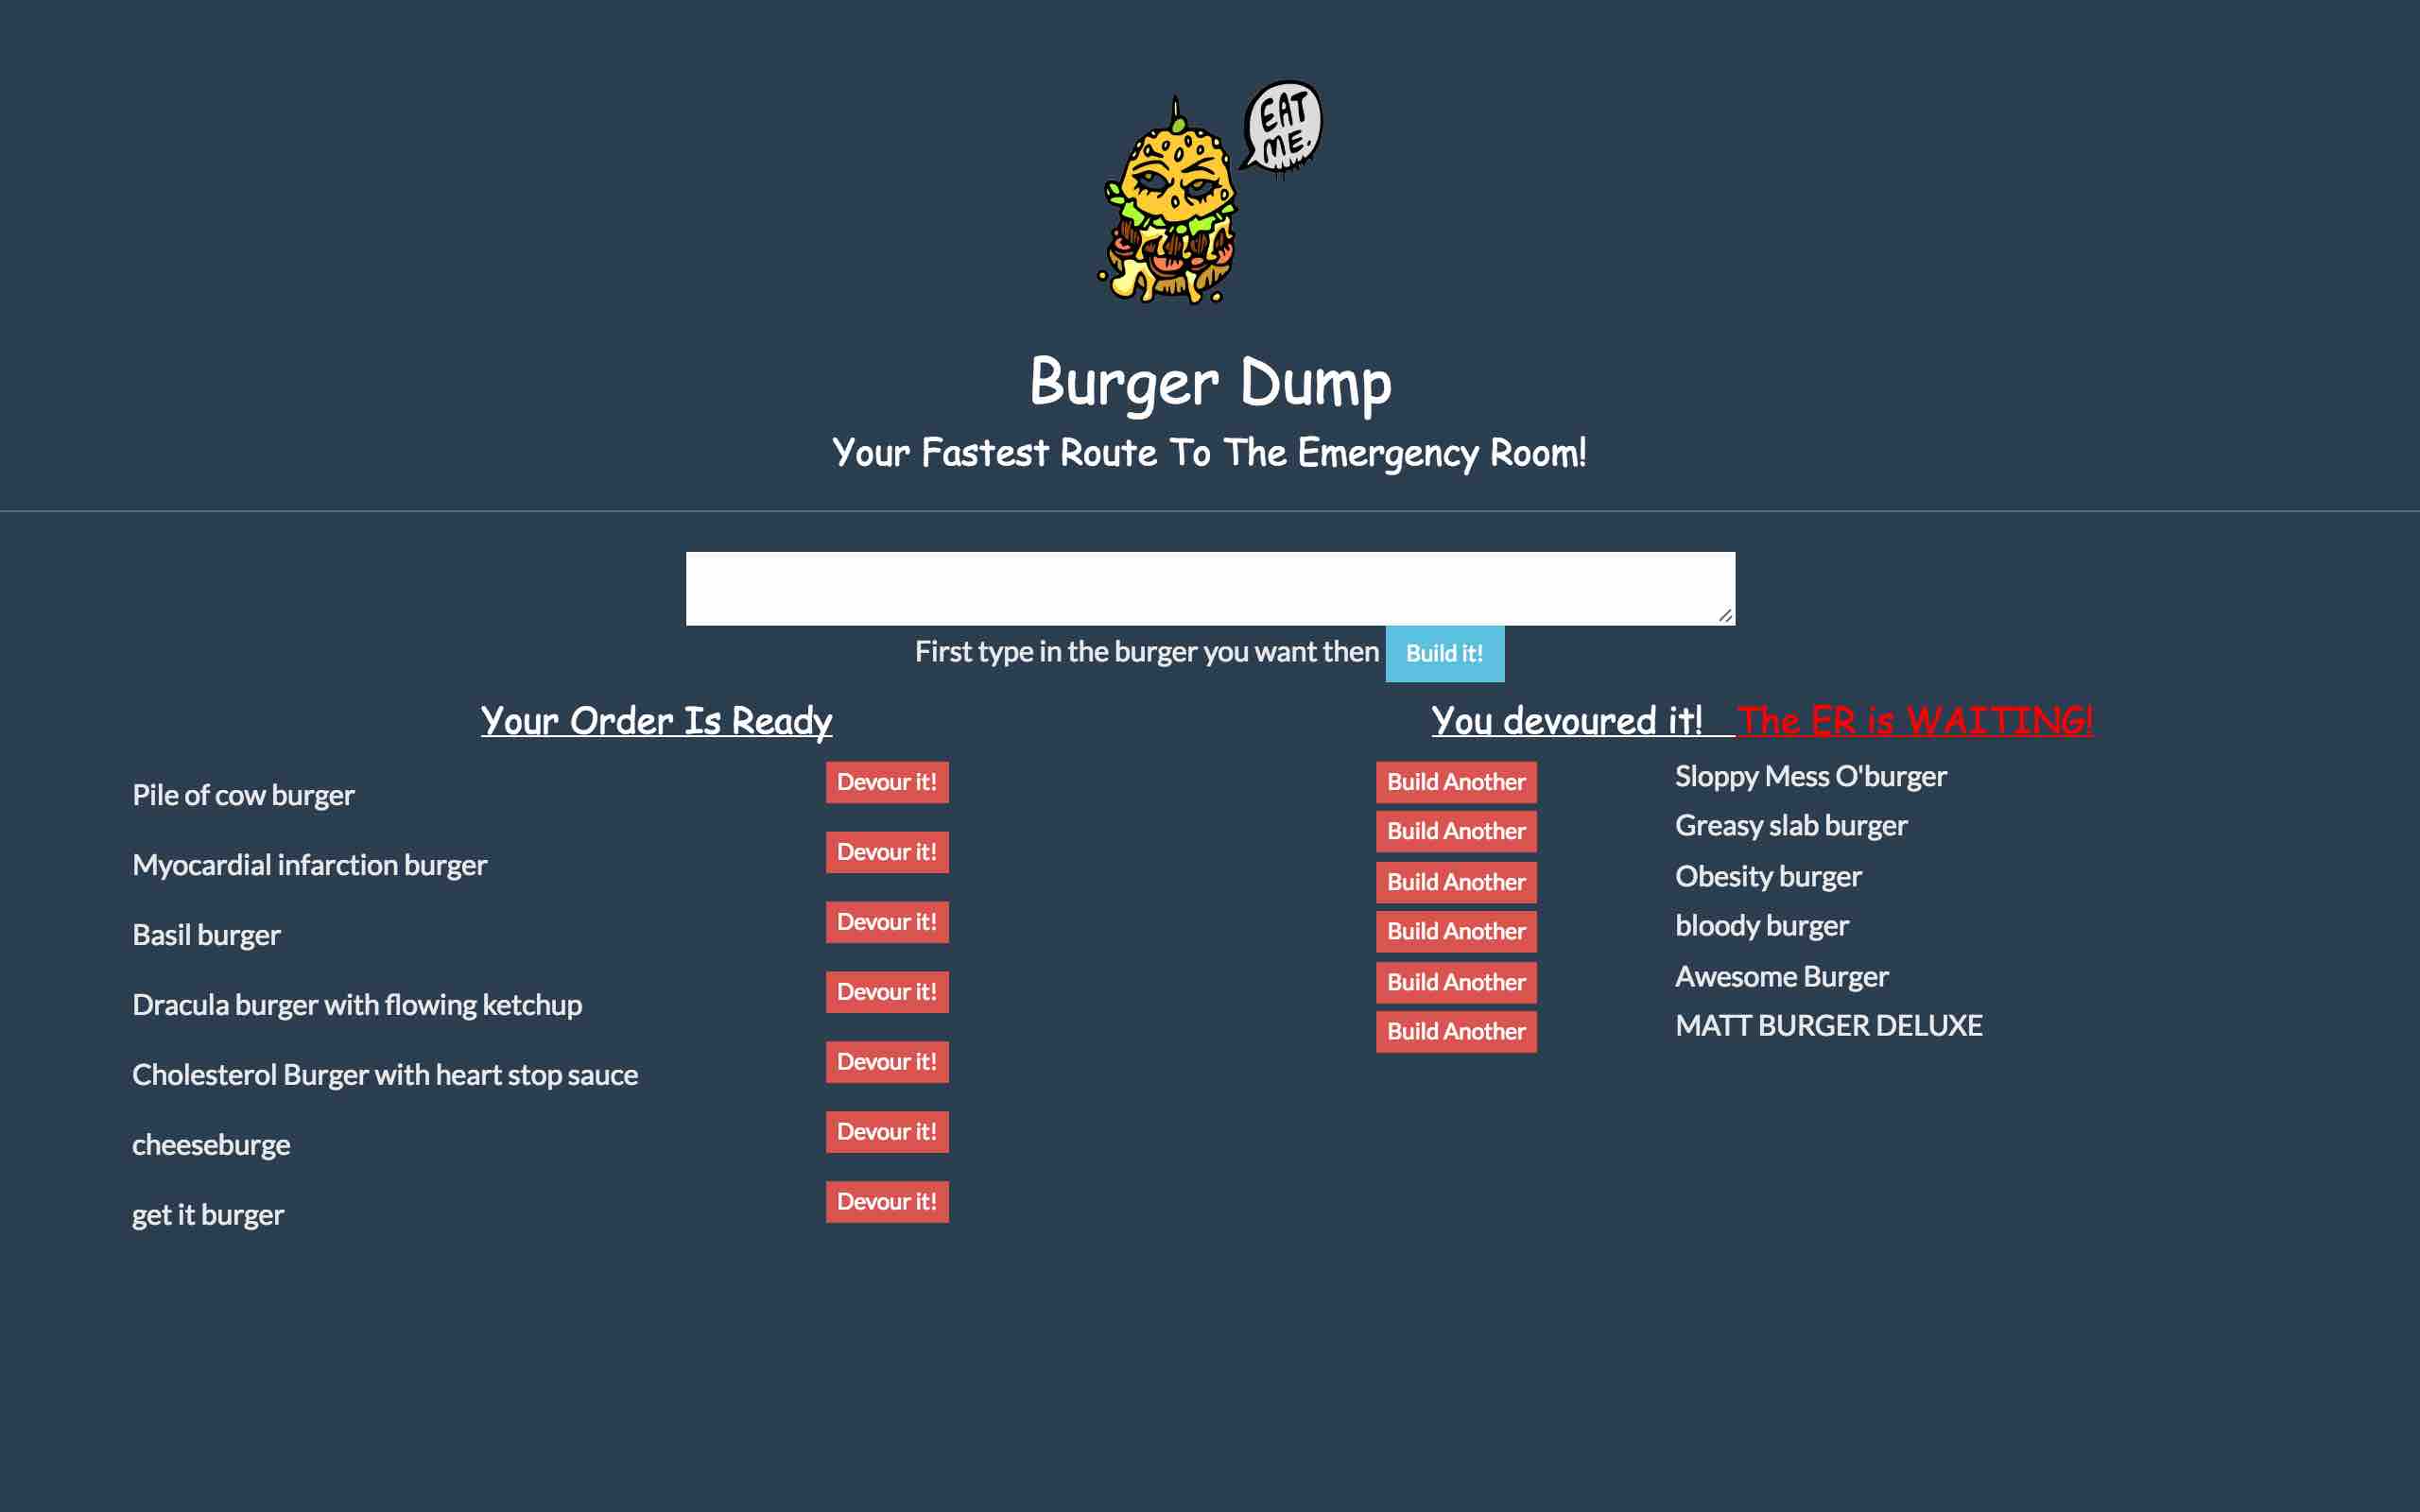 EAT
ME.
Burger Dump
Your Fastest Route To The Emergency Room!
First type in the burger you want then Build it!
Your Order Is Ready
Pile of cow burger Devour it!
Myocardial infarction burger Devour it!
Basil burger Devour it!
Dracula burger with flowing ketchup Devour it!
Cholesterol Burger with heart stop sauce Devour it!
cheeseburge Devour it!
get it burger Devour it!
You devoured it! The ER is WAITING!
Build Another Sloppy Mess O'burger
Build Another Greasy slab burger
Build Another Obesity burger
Build Another bloody burger
Build Another Awesome Burger
Build Another MATT BURGER DELUXE